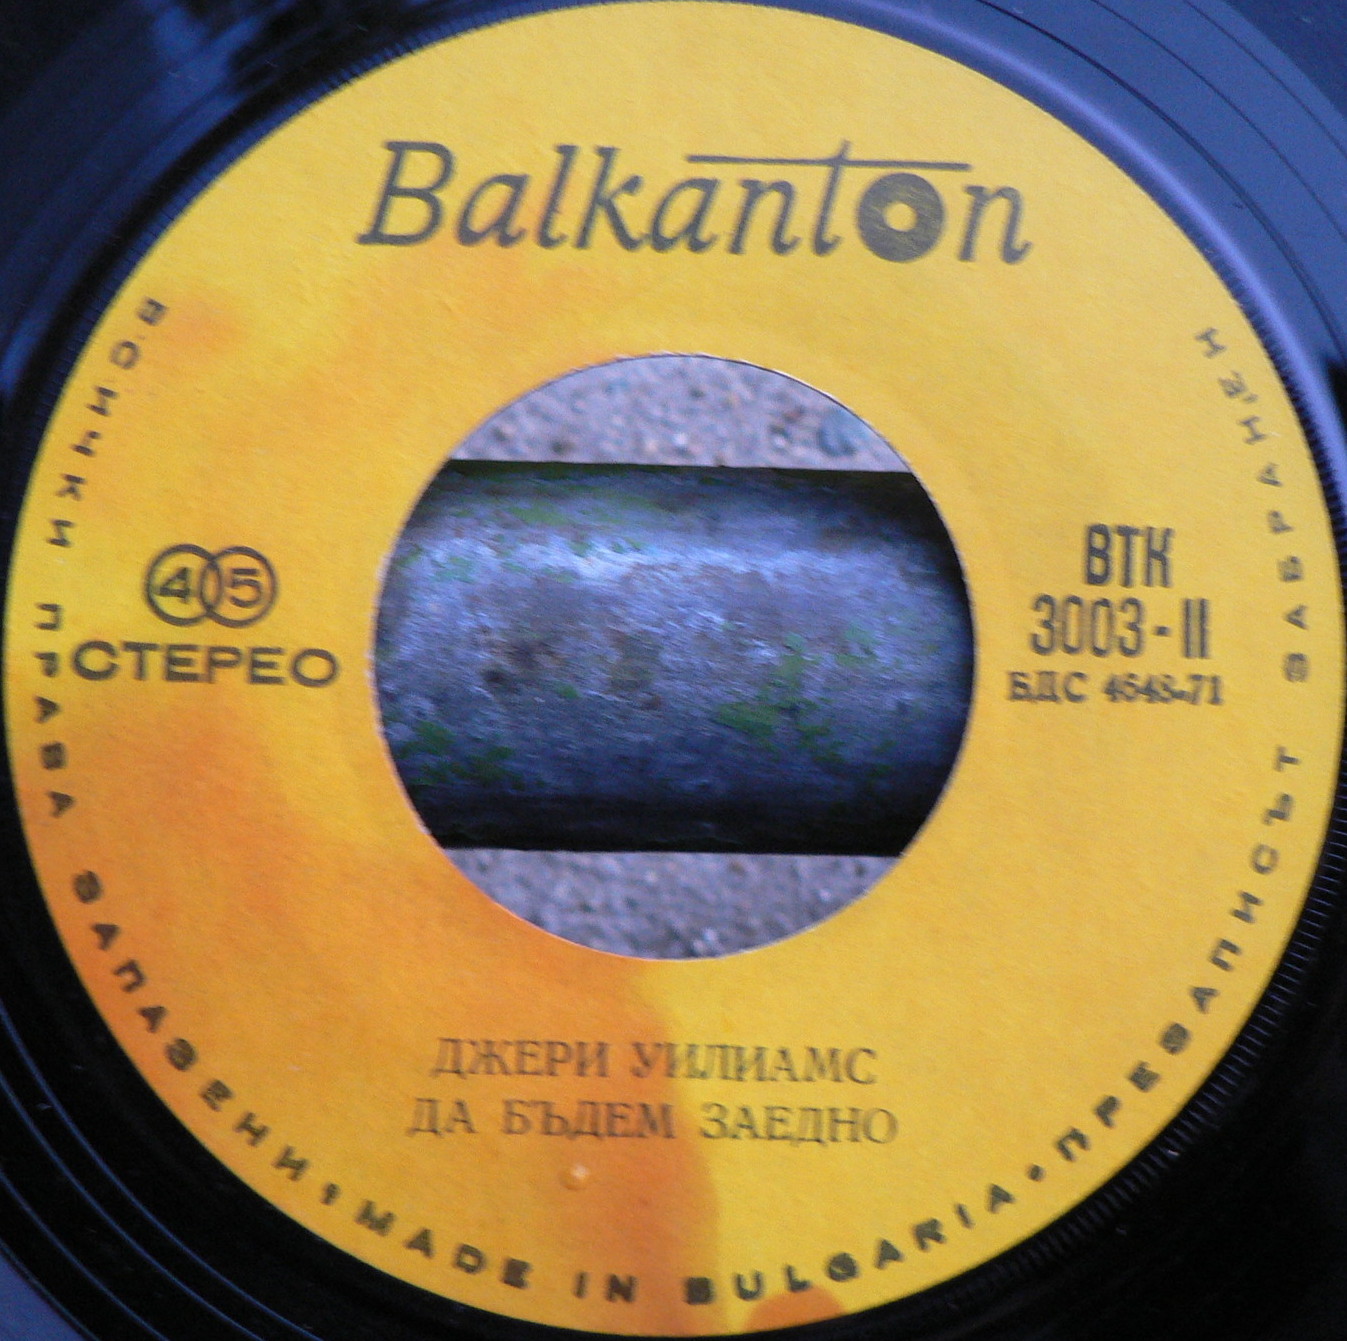 Balkanton
45
СТЕРЕО
ВТК
3003-II
БДС 4648-71
ДЖЕРИ УИЛИАМС
ДА БЪДЕМ ЗАЕДНО
ВСИЧКИ ПРАВА ЗАПАЗЕНИ • MADE IN BULGARIA • ПРЕЗАПИСЪТ ЗАБРАНЕН